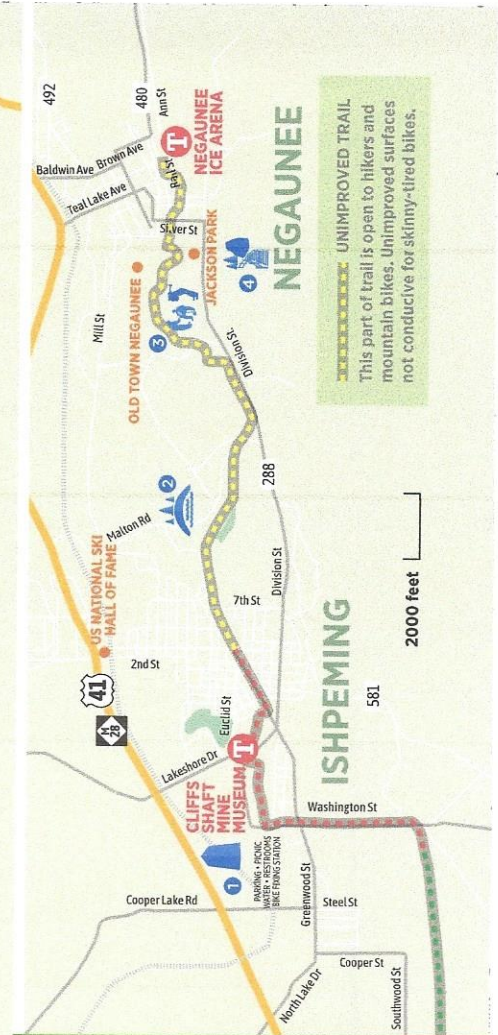 492
480
Ann St
Baldwin Ave
Brown Ave
Teal Lake Ave
Rail St
T
NEGAUNEE
ICE ARENA
Silver St
JACKSON PARK
OLD TOWN NEGAUNEE
3
4
NEGAUNEE
Mill St
Division St.
UNIMPROVED TRAIL
This part of trail is open to hikers and
mountain bikes. Unimproved surfaces
not conducive for skinny-tired bikes.
2
Malton Rd
288
US NATIONAL SKI
HALL OF FAME
7th St
Division St
2nd St
2000 feet
41
M
28
Euclid St
ISHPEMING
581
Lakeshore Dr
T
CLIFFS
SHAFT
MINE
MUSEUM
Washington St
1
PARKING • PICNIC
WATER • RESTROOMS
BIKE FIXING STATION
Cooper Lake Rd
Greenwood St
Steel St
North Lake Dr
Cooper St
Southwood St